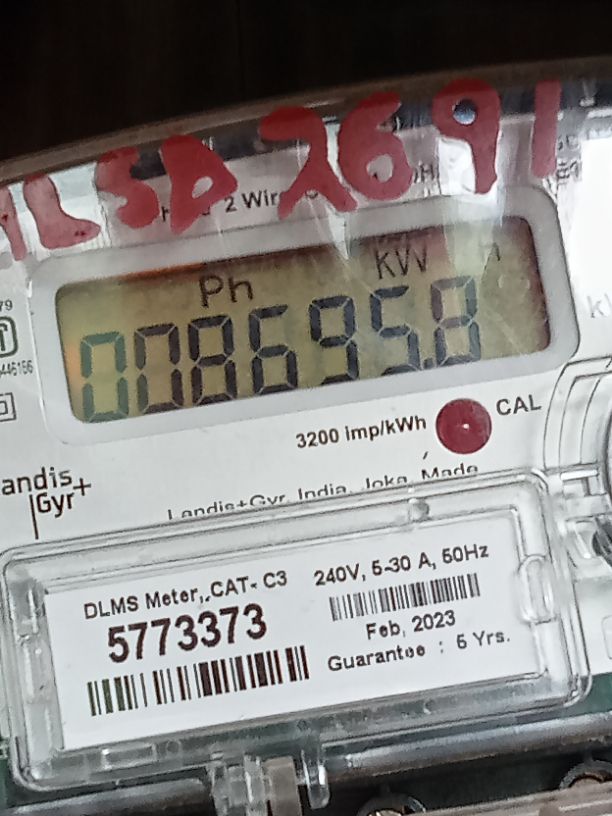 LSD 2691
2 Wir
Ph KW
008695.8
3200 imp/kWh CAL
andis
Gyr+
Landis+Gyr, India, Joka, Made
DLMS Meter, CAT- C3
5773373
240V, 5-30 A, 50Hz
Feb, 2023
Guarantee : 5 Yrs.